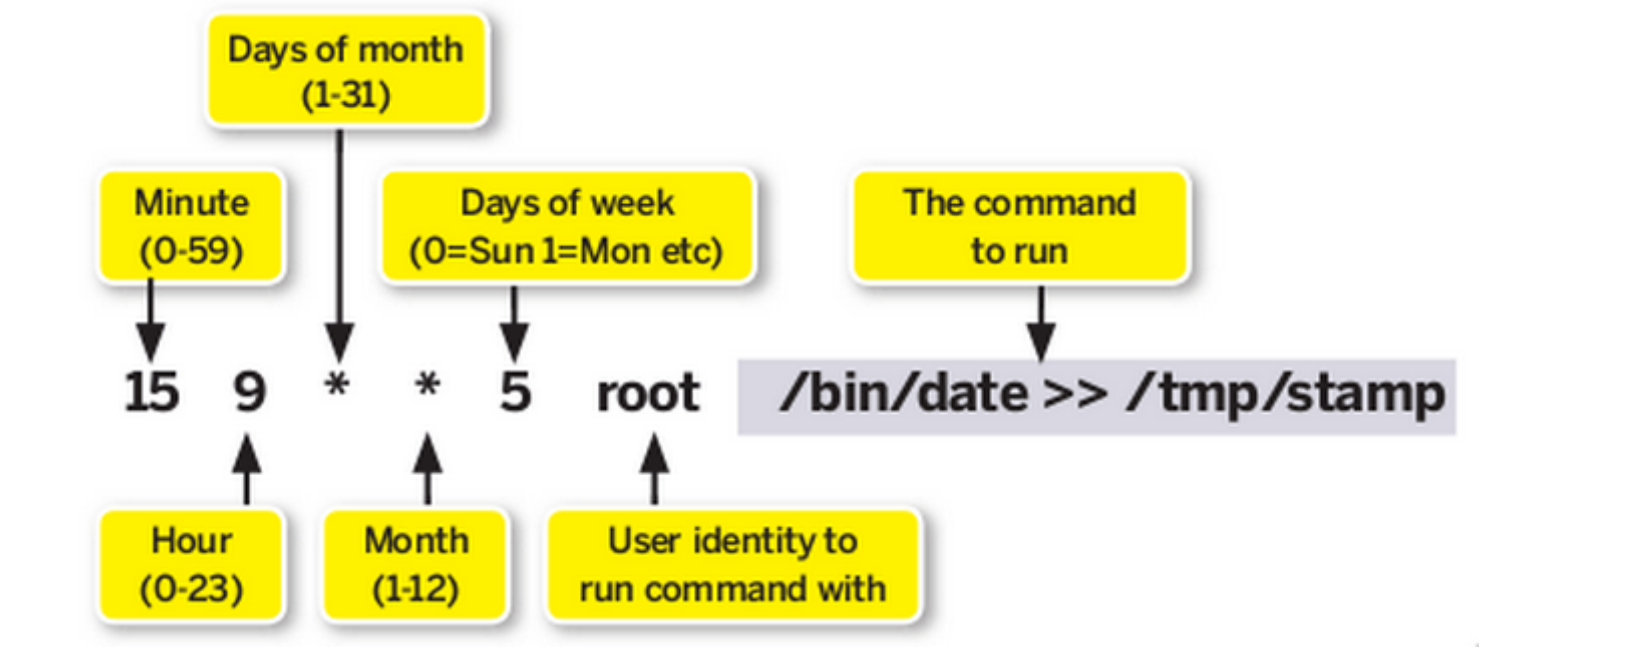 Days of month
(1-31)
Minute
(0-59)
Days of week
(0=Sun 1=Mon etc)
The command
to run
15 9 * * 5 root /bin/date >> /tmp/stamp
Hour
(0-23)
Month
(1-12)
User identity to
run command with